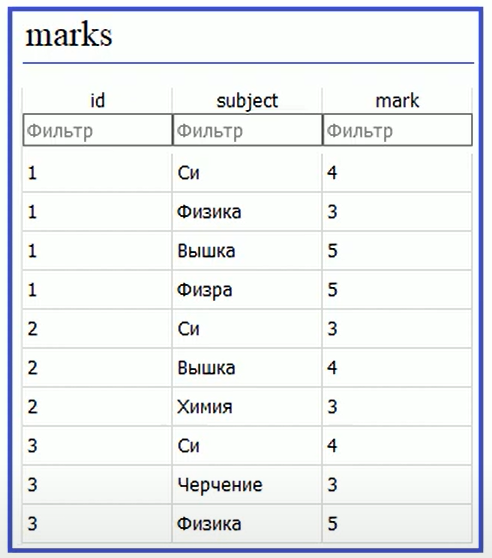 marks
id subject mark
Фильтр Фильтр Фильтр
1 Си 4
1 Физика 3
1 Вышка 5
1 Физра 5
2 Си 3
2 Вышка 4
2 Химия 3
3 Си 4
3 Черчение 3
3 Физика 5